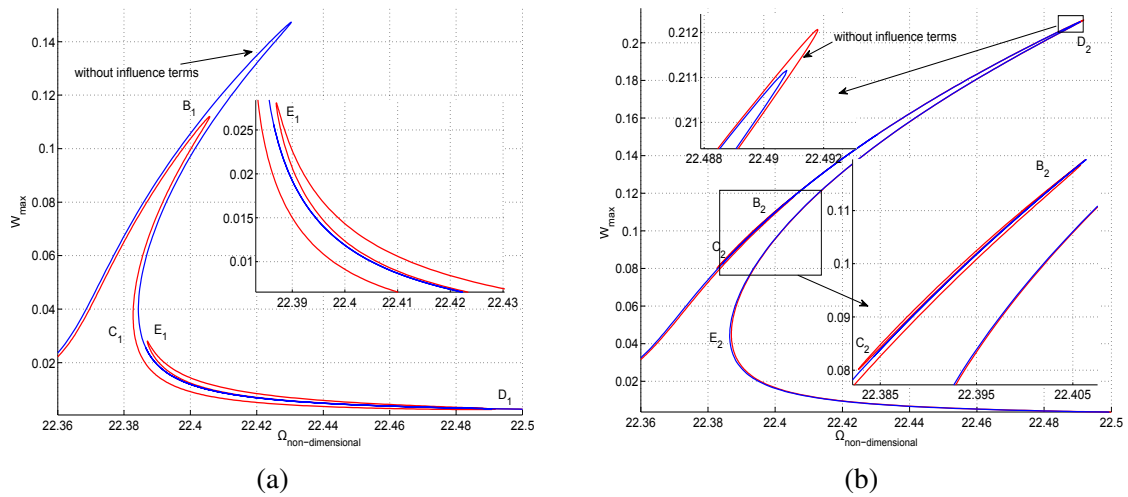 0.14
0.12
0.1
0.08
0.06
0.04
0.02
W_max
without influence terms
B_1
C_1
E_1
D_1
E_1
0.025
0.02
0.015
0.01
22.39 22.4 22.41 22.42 22.43
22.36 22.38 22.4 22.42 22.44 22.46 22.48 22.5
Ω_non-dimensional
(a)
0.2
0.18
0.16
0.14
0.12
0.1
0.08
0.06
0.04
0.02
W_max
0.212
0.211
0.21
22.488 22.49 22.492
without influence terms
D_2
B_2
C_2
E_2
0.11
0.1
0.09
0.08
B_2
C_2
22.385 22.395 22.405
22.36 22.38 22.4 22.42 22.44 22.46 22.48 22.5
Ω_non-dimensional
(b)